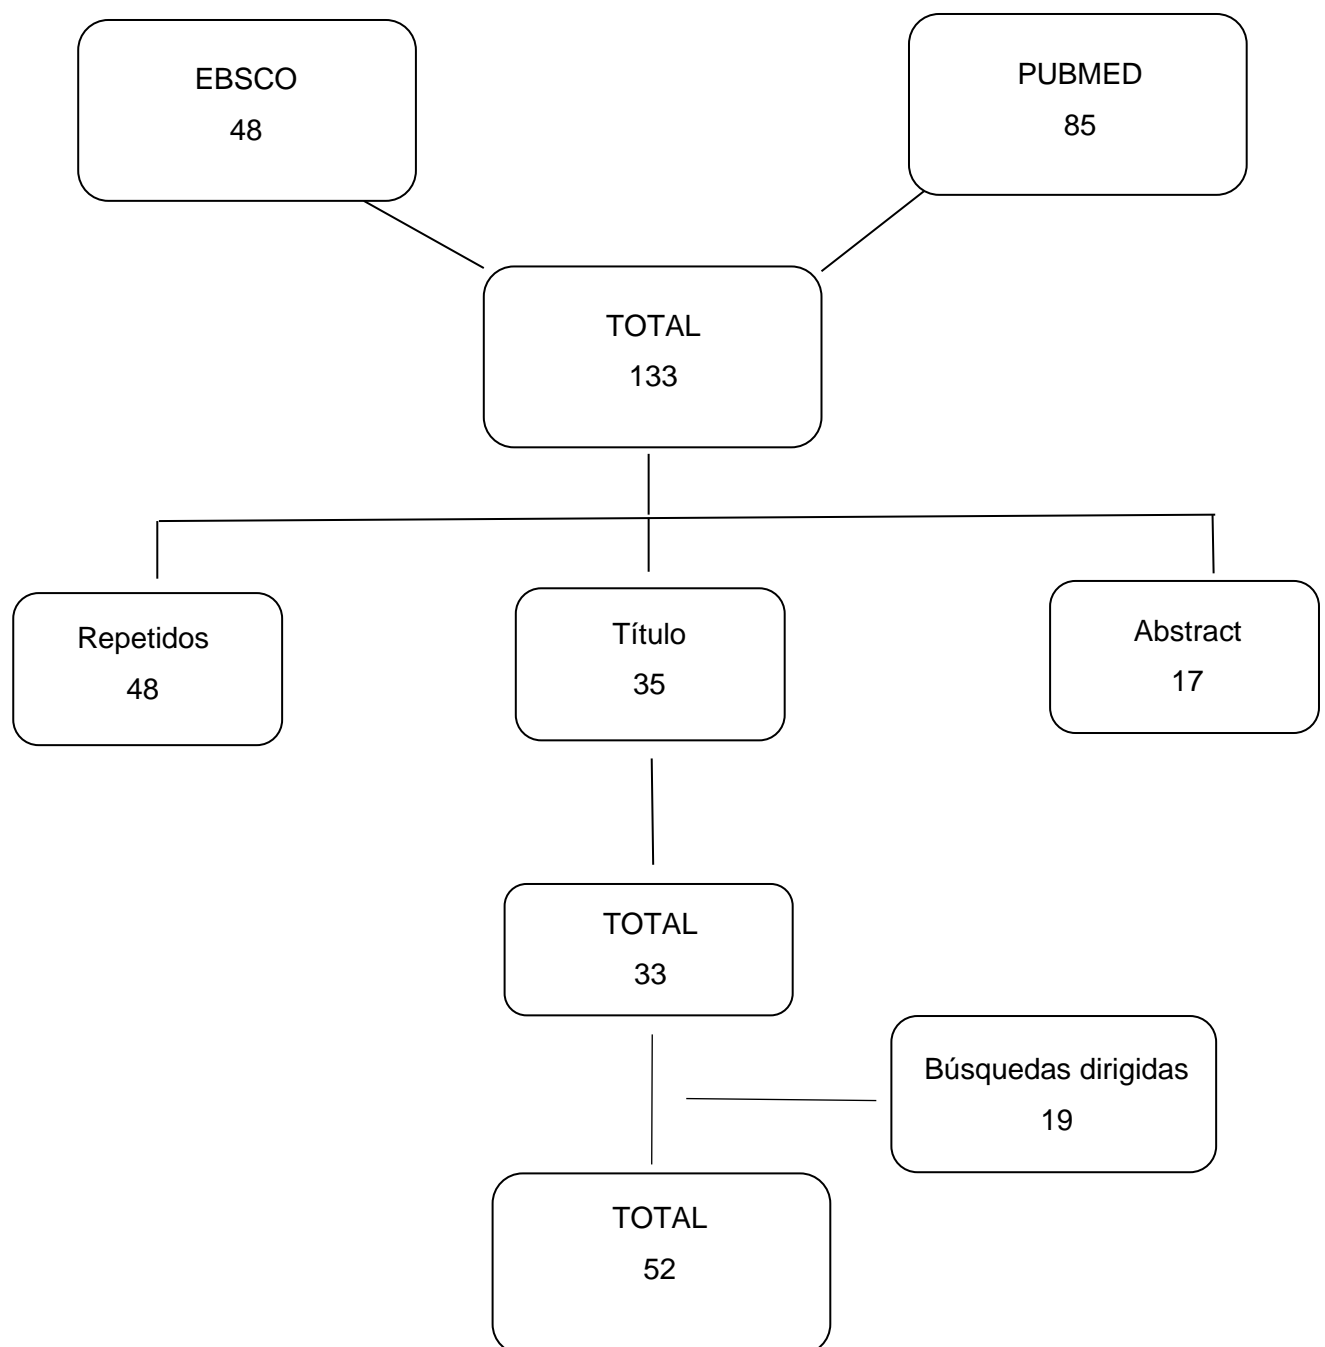 EBSCO
48
PUBMED
85
TOTAL
133
Repetidos
48
Título
35
Abstract
17
TOTAL
33
Búsquedas dirigidas
19
TOTAL
52